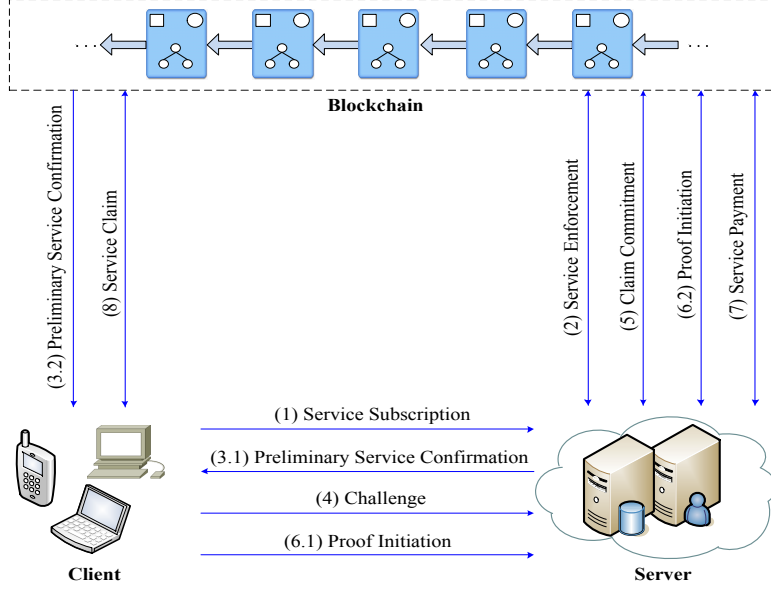 . . .
. . .
Blockchain
(3.2) Preliminary Service Confirmation
(8) Service Claim
(2) Service Enforcement
(5) Claim Commitment
(6.2) Proof Initiation
(7) Service Payment
(1) Service Subscription
(3.1) Preliminary Service Confirmation
(4) Challenge
(6.1) Proof Initiation
Client
Server